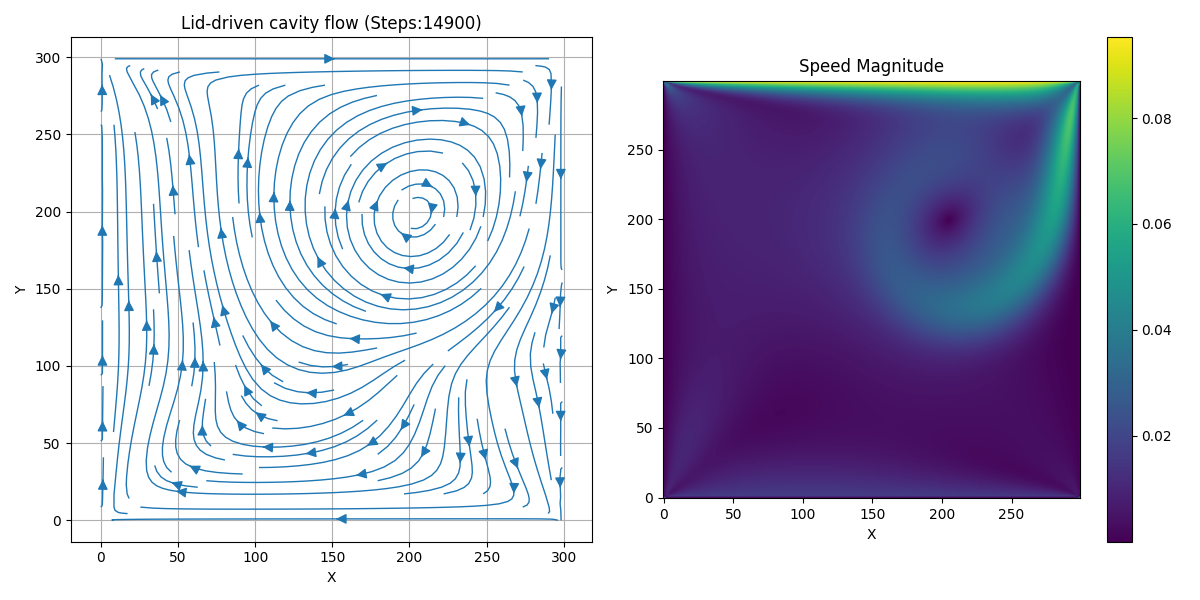 Lid-driven cavity flow (Steps:14900)
300
250
200
150
100
50
0
Y
0 50 100 150 200 250 300
X
Speed Magnitude
250
200
150
100
50
0
Y
0 50 100 150 200 250
X
0.08
0.06
0.04
0.02